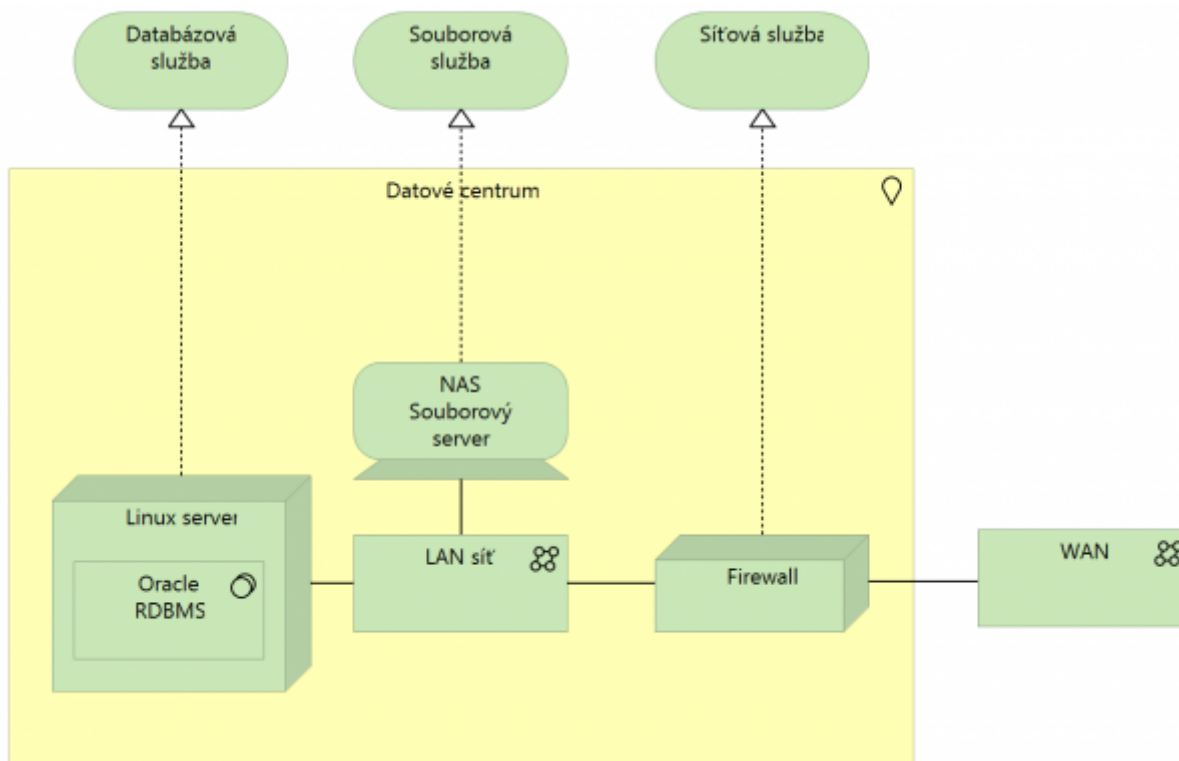 Databázová
služba
Souborová
služba
Síťová služba
Datové centrum
NAS
Souborový
server
Linux server
Oracle
RDBMS
LAN síť
Firewall
WAN